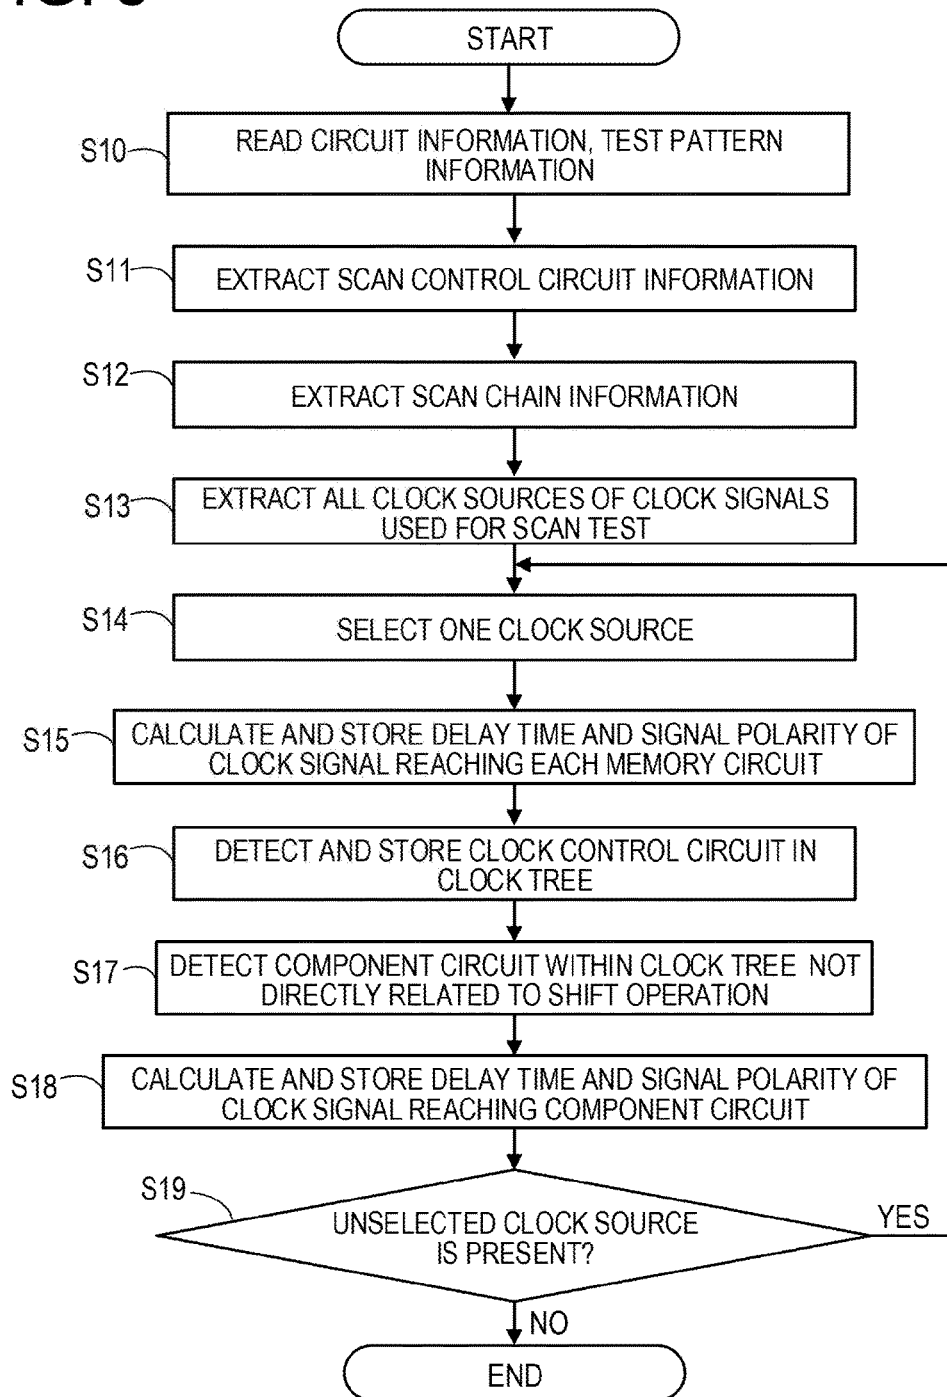 START
S10
READ CIRCUIT INFORMATION, TEST PATTERN
INFORMATION
S11
EXTRACT SCAN CONTROL CIRCUIT INFORMATION
S12
EXTRACT SCAN CHAIN INFORMATION
S13
EXTRACT ALL CLOCK SOURCES OF CLOCK SIGNALS
USED FOR SCAN TEST
S14
SELECT ONE CLOCK SOURCE
S15
CALCULATE AND STORE DELAY TIME AND SIGNAL POLARITY OF
CLOCK SIGNAL REACHING EACH MEMORY CIRCUIT
S16
DETECT AND STORE CLOCK CONTROL CIRCUIT IN
CLOCK TREE
S17
DETECT COMPONENT CIRCUIT WITHIN CLOCK TREE NOT
DIRECTLY RELATED TO SHIFT OPERATION
S18
CALCULATE AND STORE DELAY TIME AND SIGNAL POLARITY OF
CLOCK SIGNAL REACHING COMPONENT CIRCUIT
S19
UNSELECTED CLOCK SOURCE
IS PRESENT?
YES
NO
END